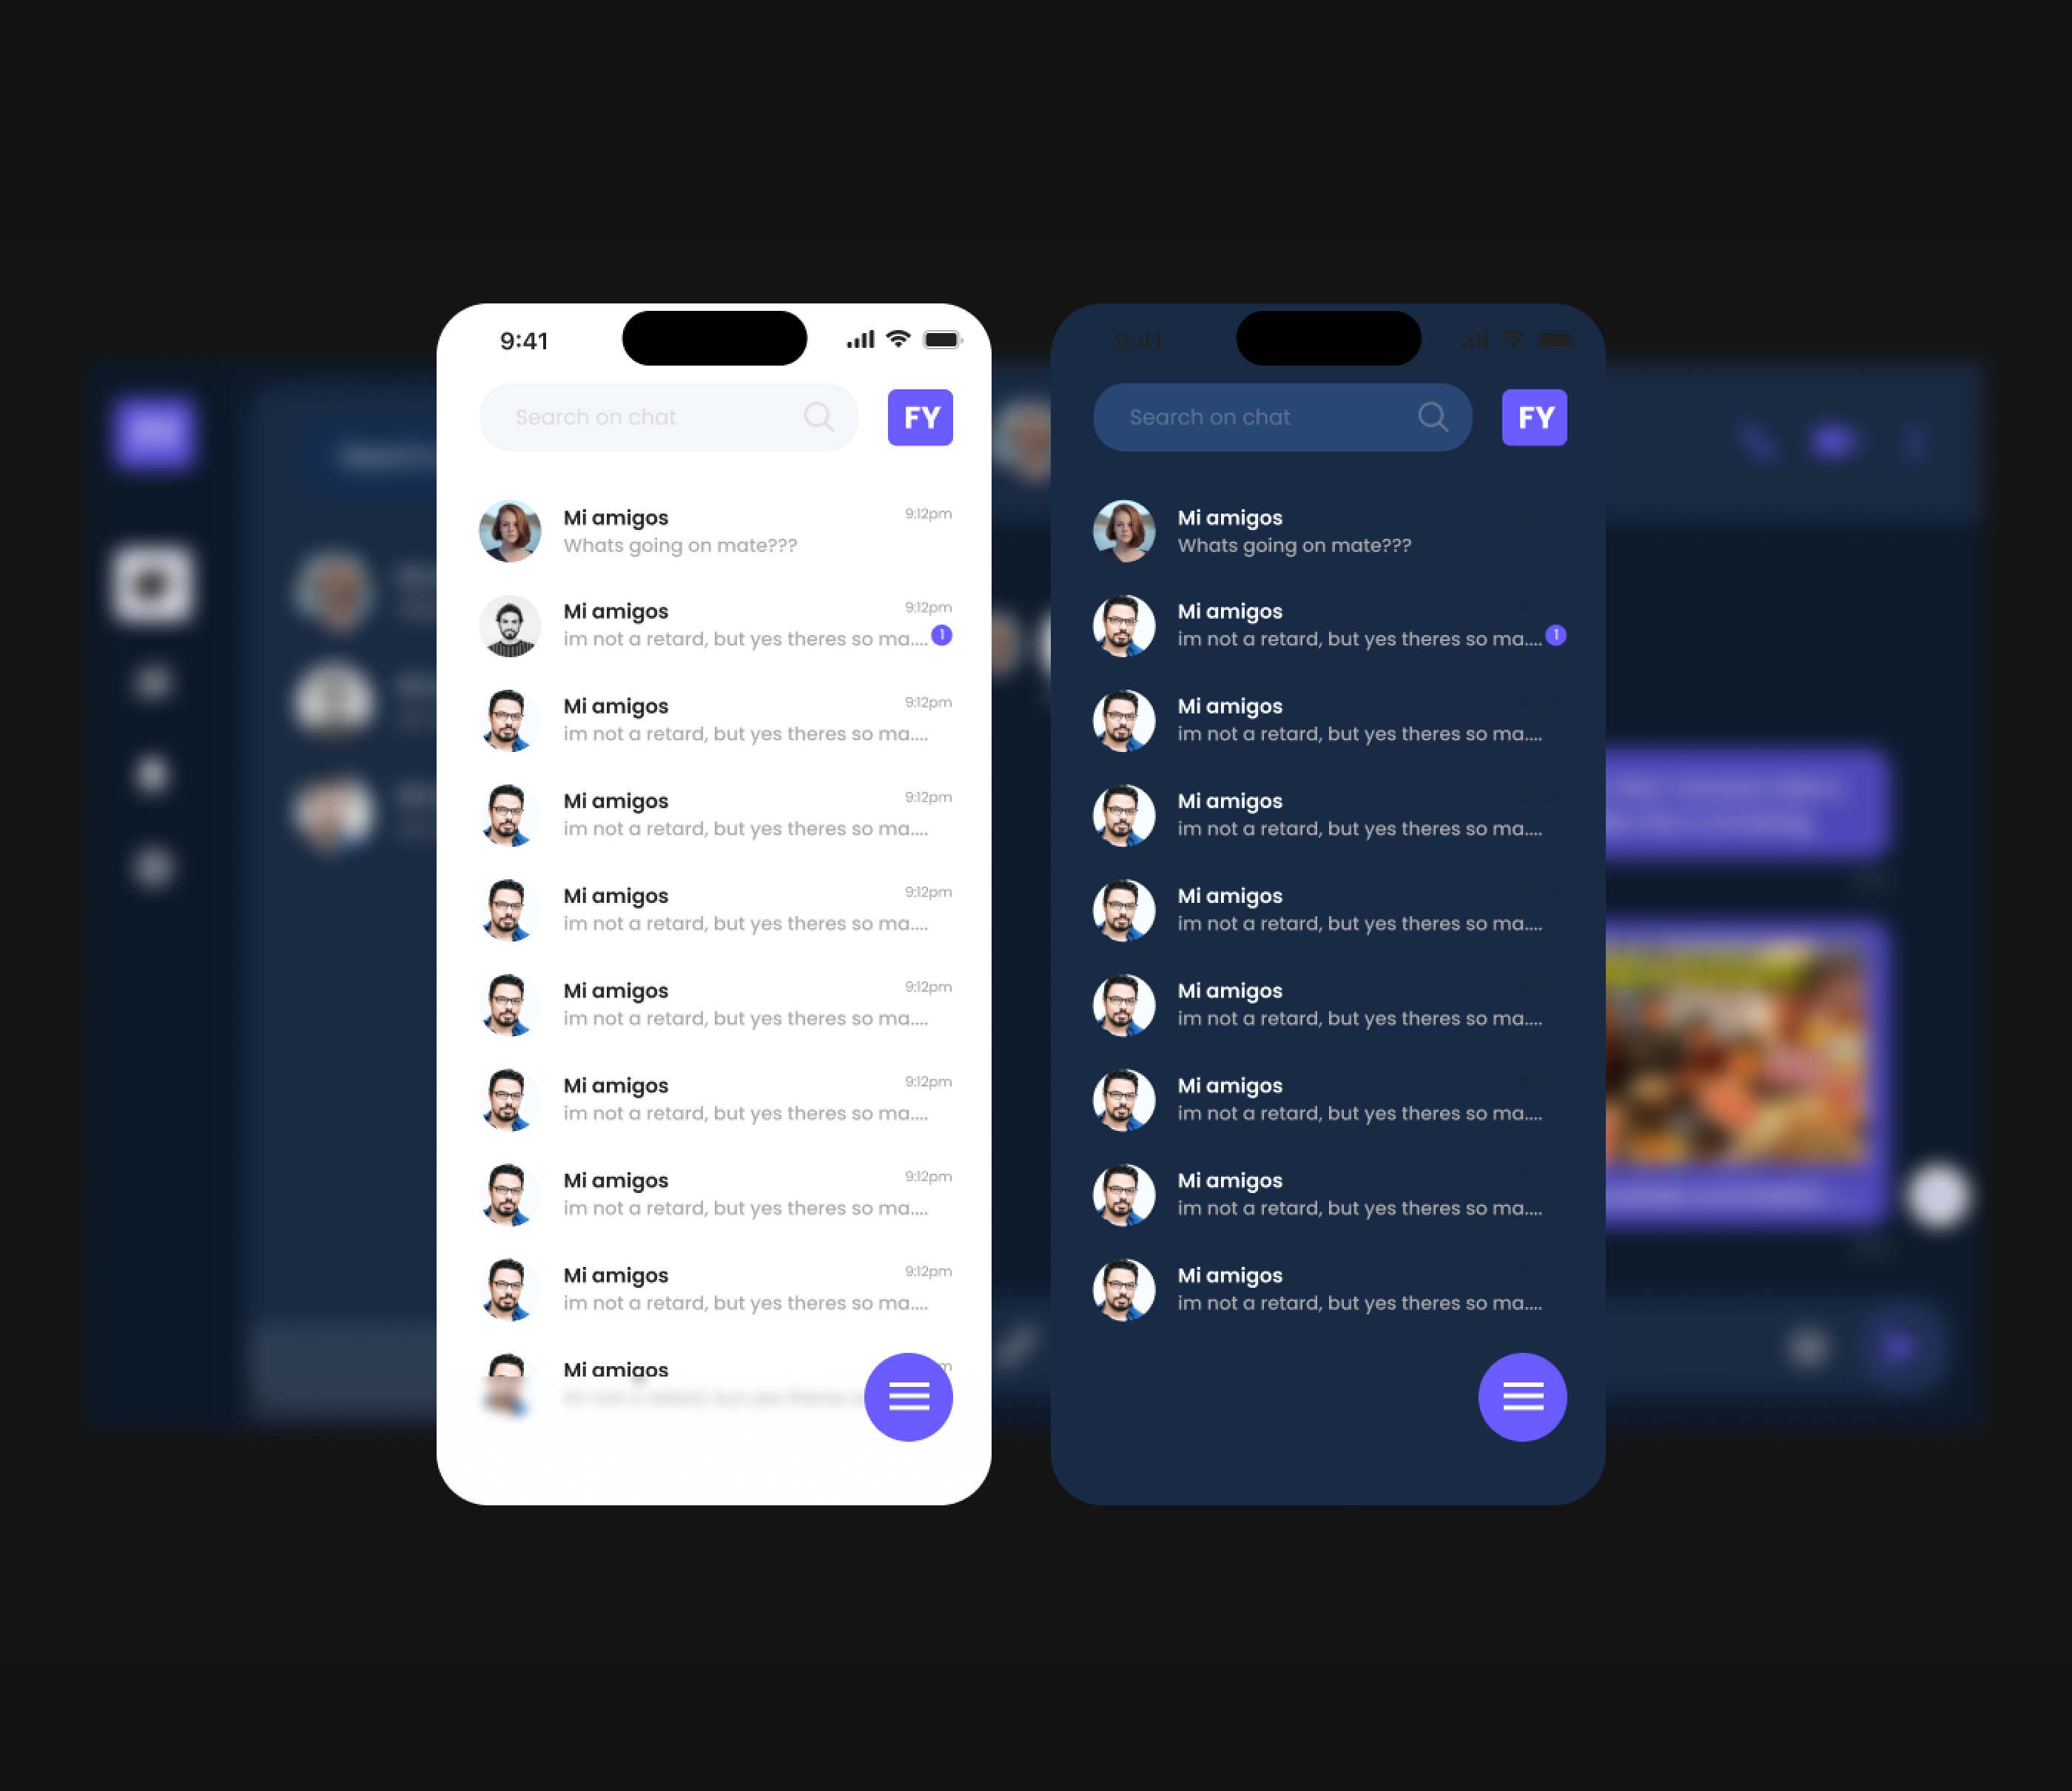 9:41
Search on chat
FY
Mi amigos
9:12pm
Whats going on mate???
Mi amigos
9:12pm
im not a retard, but yes theres so ma....
1
Mi amigos
9:12pm
im not a retard, but yes theres so ma....
Mi amigos
9:12pm
im not a retard, but yes theres so ma....
Mi amigos
9:12pm
im not a retard, but yes theres so ma....
Mi amigos
9:12pm
im not a retard, but yes theres so ma....
Mi amigos
9:12pm
im not a retard, but yes theres so ma....
Mi amigos
9:12pm
im not a retard, but yes theres so ma....
Mi amigos
9:12pm
im not a retard, but yes theres so ma....
Mi amigos
im not a retard, but yes theres
9:41
Search on chat
FY
Mi amigos
Whats going on mate???
Mi amigos
im not a retard, but yes theres so ma....
1
Mi amigos
im not a retard, but yes theres so ma....
Mi amigos
im not a retard, but yes theres so ma....
Mi amigos
im not a retard, but yes theres so ma....
Mi amigos
im not a retard, but yes theres so ma....
Mi amigos
im not a retard, but yes theres so ma....
Mi amigos
im not a retard, but yes theres so ma....
Mi amigos
im not a retard, but yes theres so ma....